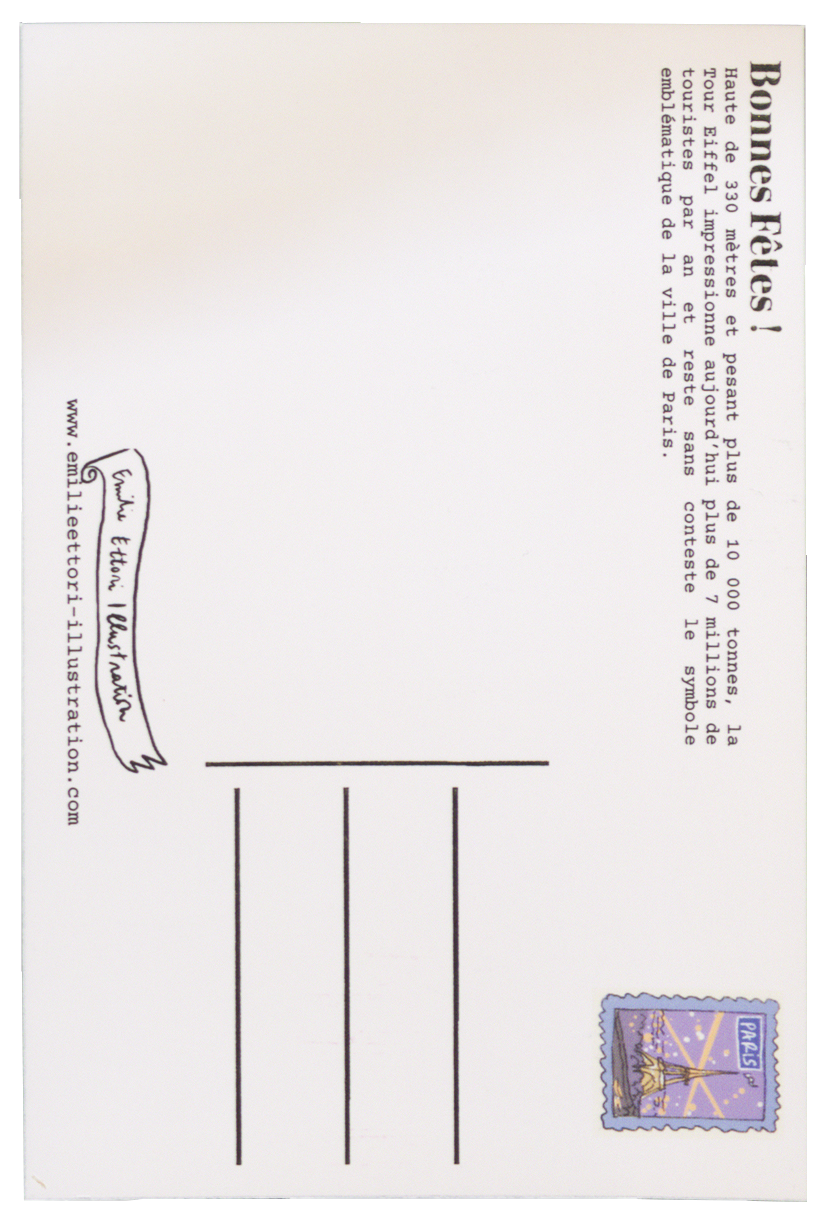 Bonnes Fêtes !
Haute de 330 mètres et pesant plus de 10 000 tonnes, la
Tour Eiffel impressionne aujourd'hui plus de 7 millions de
touristes par an et reste sans conteste le symbole
emblématique de la ville de Paris.
PARIS
Emilie Ettori Illustration
www.emilieettori-illustration.com